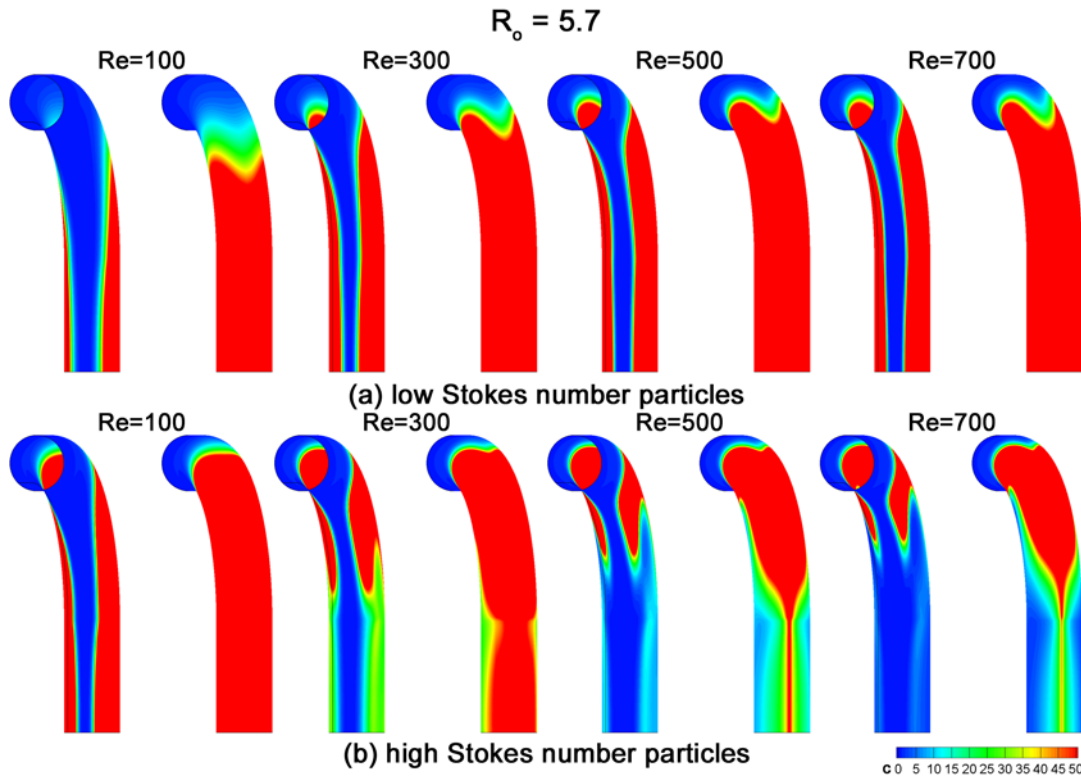 Rₒ = 5.7
Re=100 Re=300 Re=500 Re=700
(a) low Stokes number particles
Re=100 Re=300 Re=500 Re=700
(b) high Stokes number particles
c 0 5 10 15 20 25 30 35 40 45 50